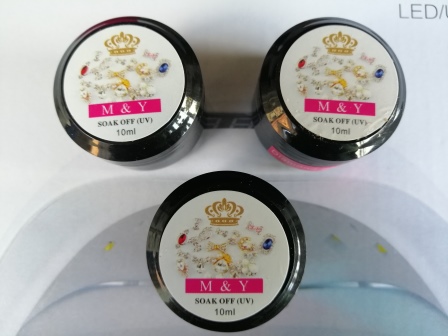 LED/U
M & Y
SOAK OFF (UV)
10ml
M & Y
SOAK OFF (UV)
10ml
M & Y
SOAK OFF (UV)
10ml